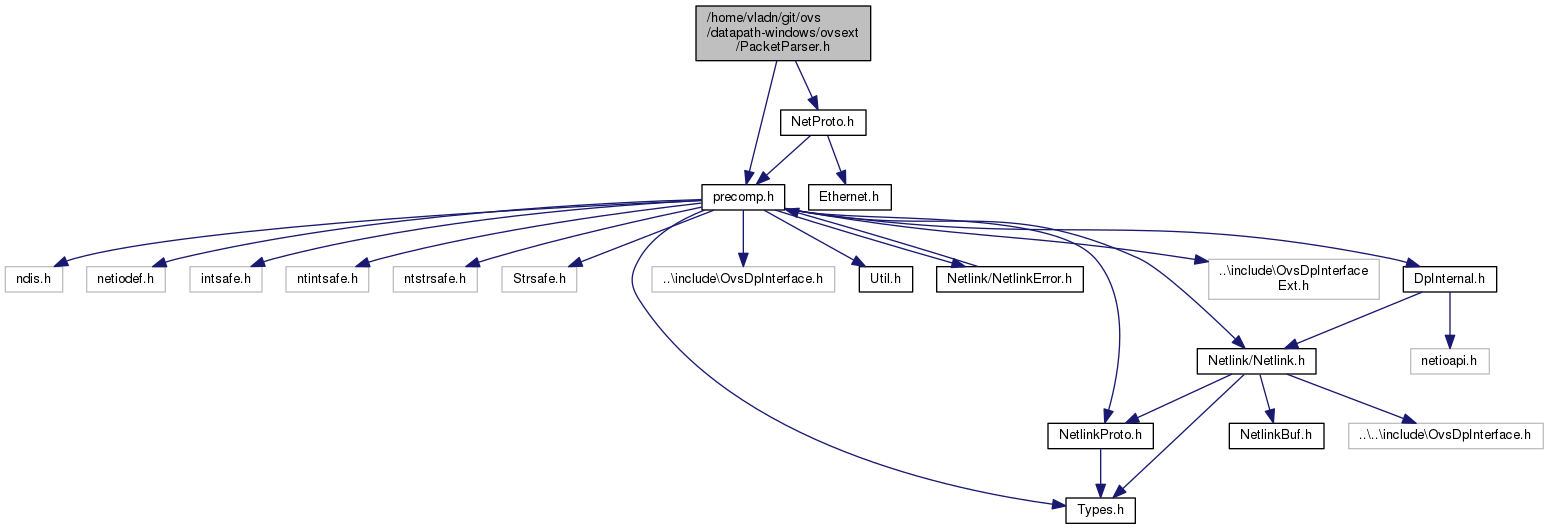 /home/vladn/git/ovs
/datapath-windows/ovsext
/PacketParser.h
NetProto.h
precomp.h
Ethernet.h
ndis.h
netiodef.h
intsafe.h
ntintsafe.h
ntstrsafe.h
Strsafe.h
..\include\OvsDpInterface.h
Util.h
Netlink/NetlinkError.h
..\include\OvsDpInterface
Ext.h
DpInternal.h
Netlink/Netlink.h
netioapi.h
NetlinkProto.h
NetlinkBuf.h
..\..\include\OvsDpInterface.h
Types.h